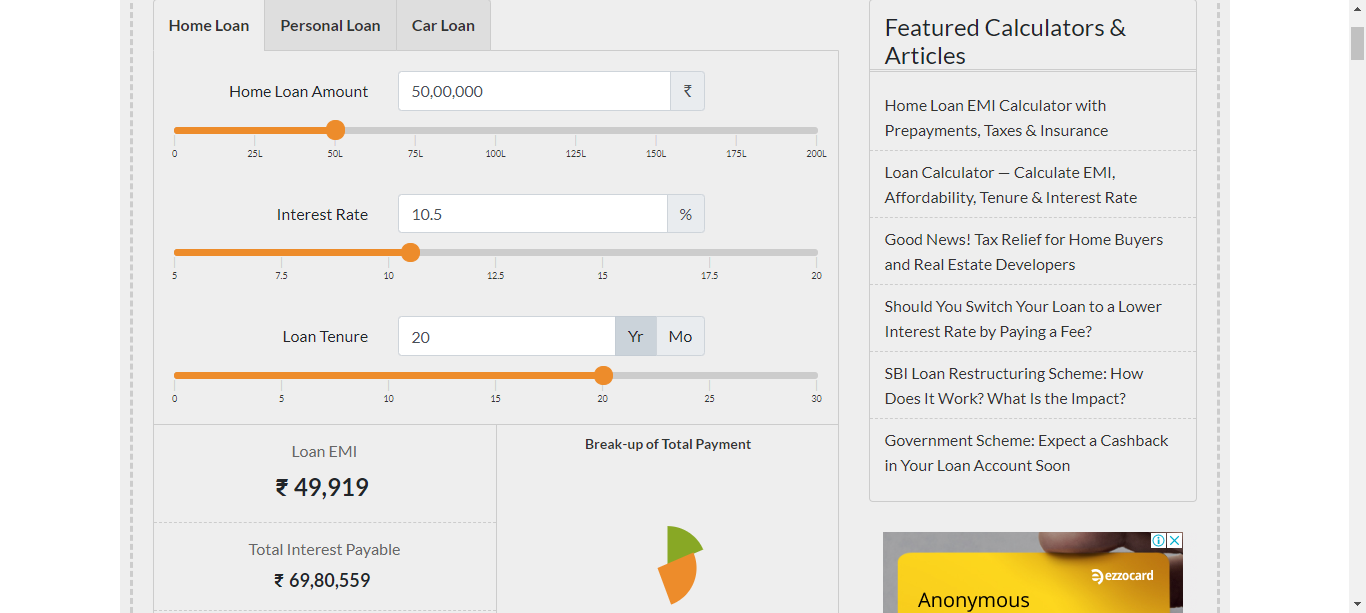 Home Loan
Personal Loan
Car Loan
Home Loan Amount
50,00,000
₹
0
25L
50L
75L
100L
125L
150L
175L
200L
Interest Rate
10.5
%
5
7.5
10
12.5
15
17.5
20
Loan Tenure
20
Yr
Mo
0
5
10
15
20
25
30
Loan EMI
₹ 49,919
Total Interest Payable
₹ 69,80,559
Break-up of Total Payment
Featured Calculators &
Articles
Home Loan EMI Calculator with
Prepayments, Taxes & Insurance
Loan Calculator — Calculate EMI,
Affordability, Tenure & Interest Rate
Good News! Tax Relief for Home Buyers
and Real Estate Developers
Should You Switch Your Loan to a Lower
Interest Rate by Paying a Fee?
SBI Loan Restructuring Scheme: How
Does It Work? What Is the Impact?
Government Scheme: Expect a Cashback
in Your Loan Account Soon
ezzocard
Anonymous